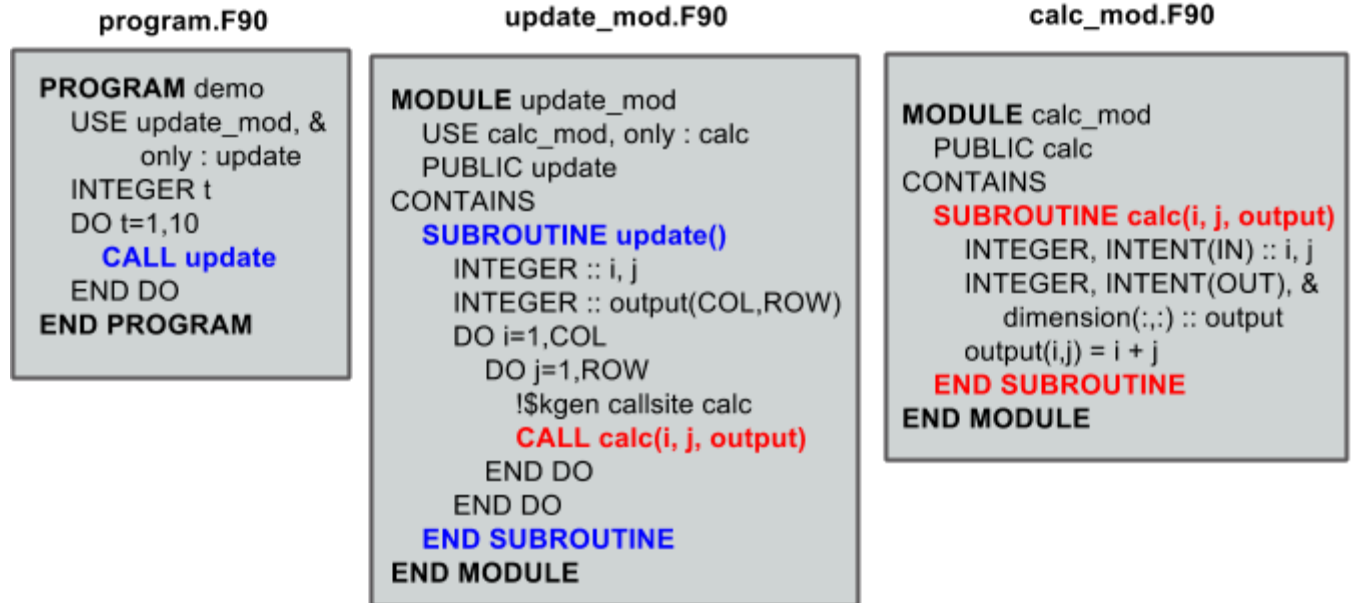 program.F90
PROGRAM demo
USE update_mod, &
only : update
INTEGER t
DO t=1,10
CALL update
END DO
END PROGRAM
update_mod.F90
MODULE update_mod
USE calc_mod, only : calc
PUBLIC update
CONTAINS
SUBROUTINE update()
INTEGER :: i, j
INTEGER :: output(COL,ROW)
DO i=1,COL
DO j=1,ROW
!$kgen callsite calc
CALL calc(i, j, output)
END DO
END DO
END SUBROUTINE
END MODULE
calc_mod.F90
MODULE calc_mod
PUBLIC calc
CONTAINS
SUBROUTINE calc(i, j, output)
INTEGER, INTENT(IN) :: i, j
INTEGER, INTENT(OUT), &
dimension(:,:) :: output
output(i,j) = i + j
END SUBROUTINE
END MODULE